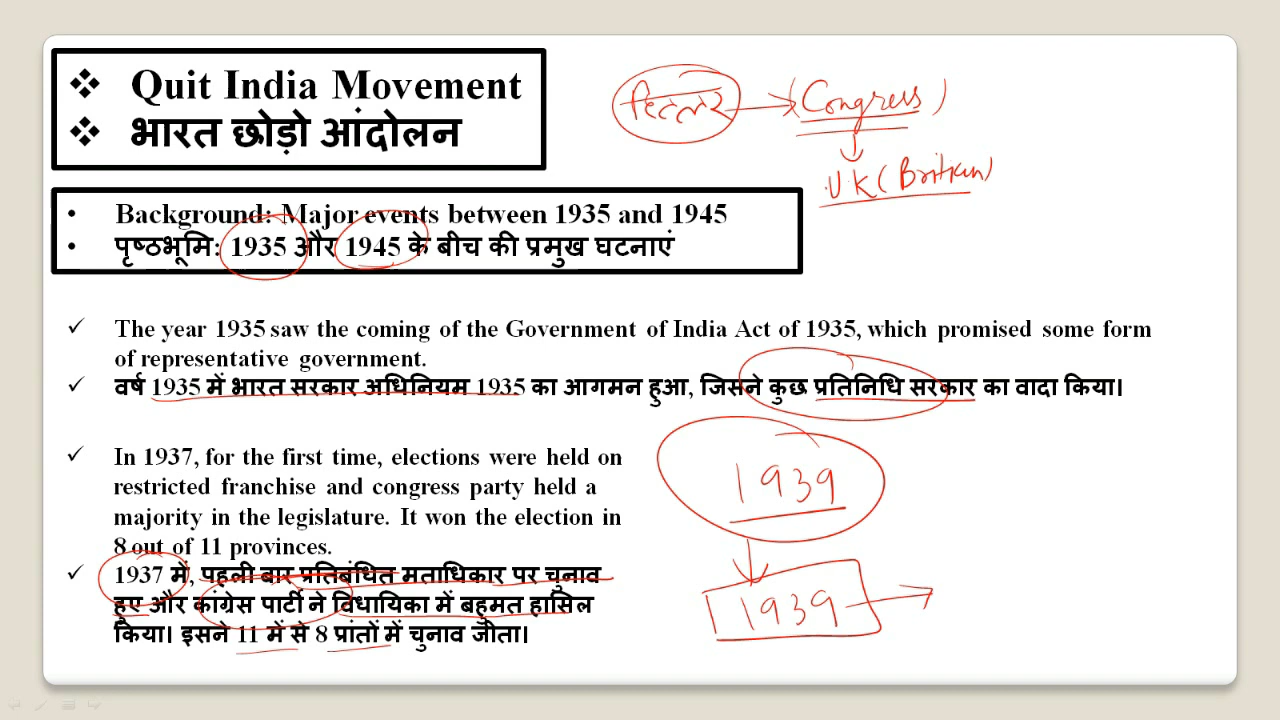 ❖ Quit India Movement
❖ भारत छोड़ो आंदोलन
(Congress)
UK (Britian)
• Background: Major events between 1935 and 1945
• पृष्ठभूमि: 1935 और 1945 के बीच की प्रमुख घटनाएं
✓ The year 1935 saw the coming of the Government of India Act of 1935, which promised some form
of representative government.
✓ वर्ष 1935 में भारत सरकार अधिनियम 1935 का आगमन हुआ, जिसने कुछ प्रतिनिधि सरकार का वादा किया।
✓ In 1937, for the first time, elections were held on
restricted franchise and congress party held a
majority in the legislature. It won the election in
8 out of 11 provinces.
✓ 1937 में, पहली बार प्रतिबंधित मताधिकार पर चुनाव
हुए और कांग्रेस पार्टी ने विधायिका में बहुमत हासिल
किया। इसने 11 में से 8 प्रांतों में चुनाव जीता।
1939
1939